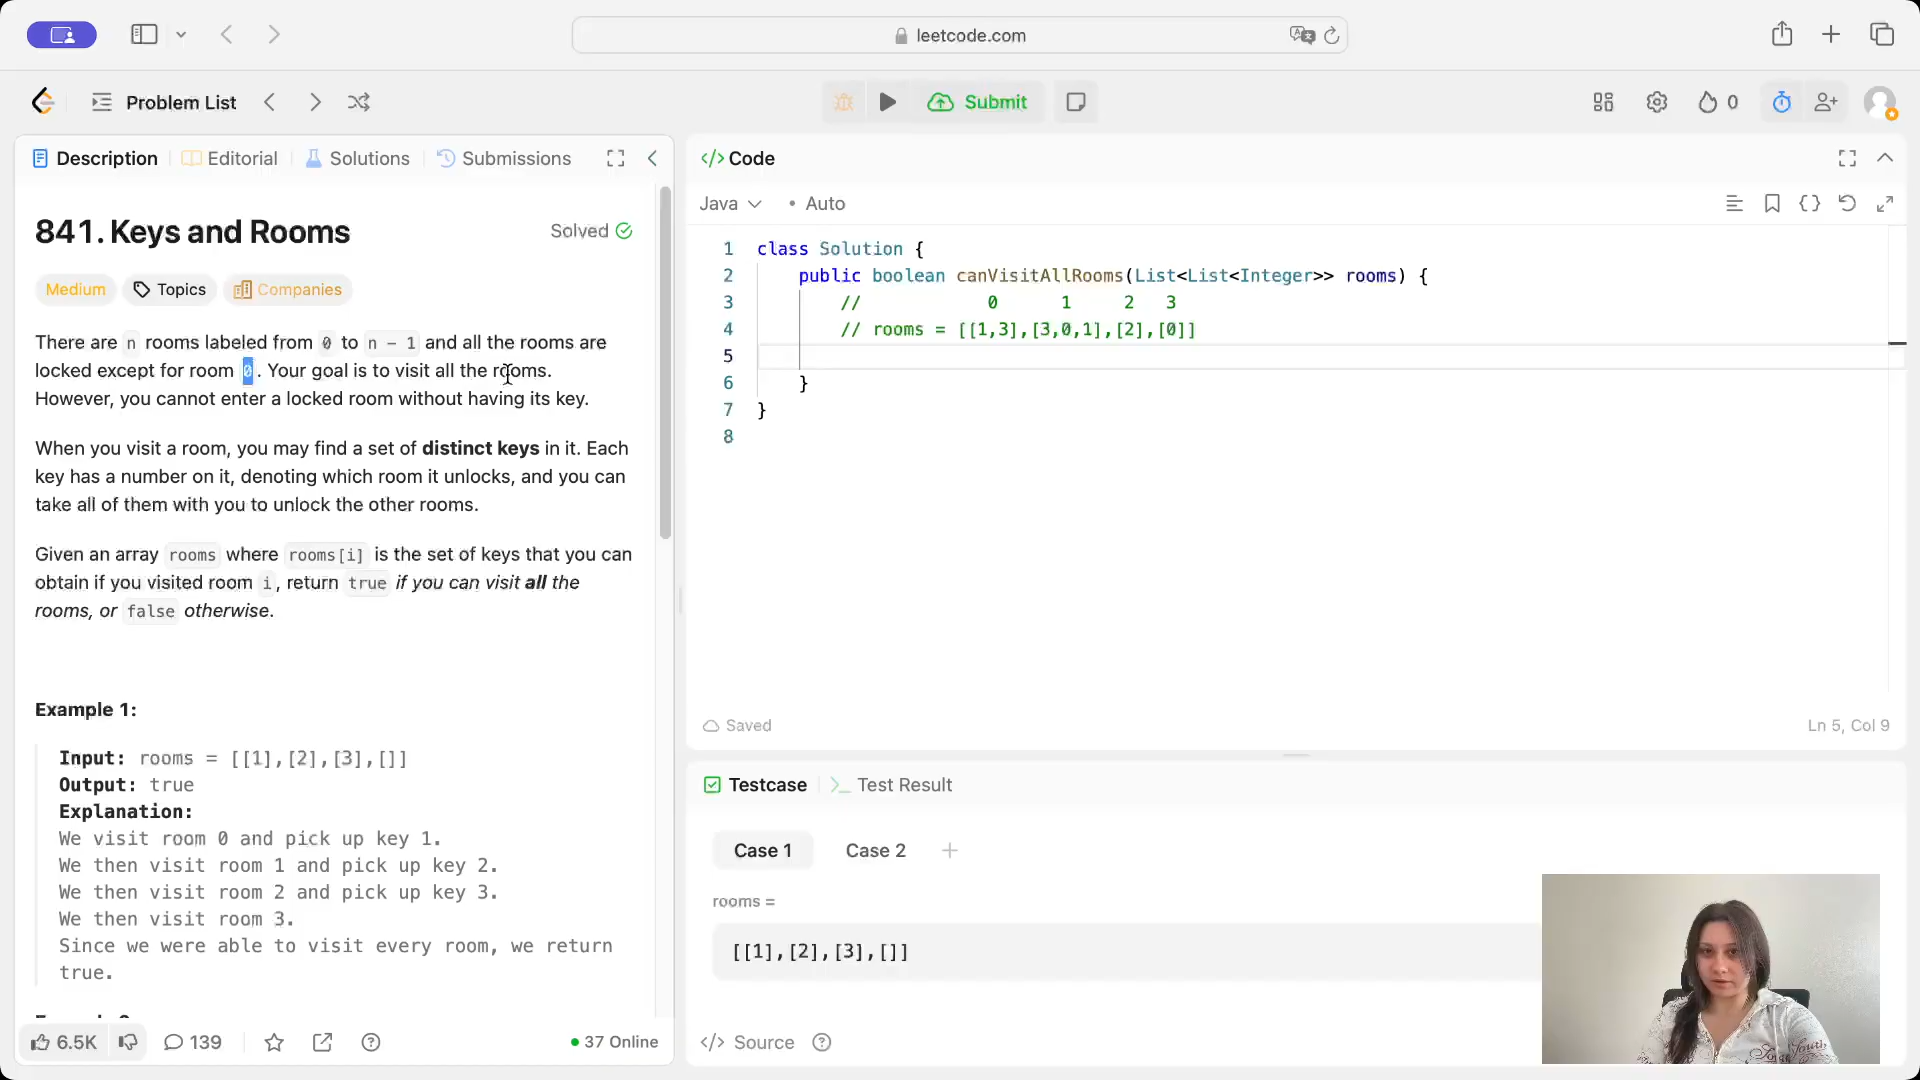 leetcode.com
Problem List
Submit
0
Description
Editorial
Solutions
Submissions
841. Keys and Rooms
Solved
Medium
Topics
Companies
There are n rooms labeled from 0 to n - 1 and all the rooms are
locked except for room 0. Your goal is to visit all the rooms.
However, you cannot enter a locked room without having its key.
When you visit a room, you may find a set of distinct keys in it. Each
key has a number on it, denoting which room it unlocks, and you can
take all of them with you to unlock the other rooms.
Given an array rooms where rooms[i] is the set of keys that you can
obtain if you visited room i, return true if you can visit all the
rooms, or false otherwise.
Example 1:
Input: rooms = [[1],[2],[3],[]]
Output: true
Explanation:
We visit room 0 and pick up key 1.
We then visit room 1 and pick up key 2.
We then visit room 2 and pick up key 3.
We then visit room 3.
Since we were able to visit every room, we return
true.
6.5K
139
37 Online
</> Code
Java
• Auto
1 class Solution {
2 public boolean canVisitAllRooms(List<List<Integer>> rooms) {
3 // 0 1 2 3
4 // rooms = [[1,3],[3,0,1],[2],[0]]
5
6 }
7 }
8
Saved
Ln 5, Col 9
Testcase
>_ Test Result
Case 1
Case 2
+
rooms =
[[1],[2],[3],[]]
</> Source